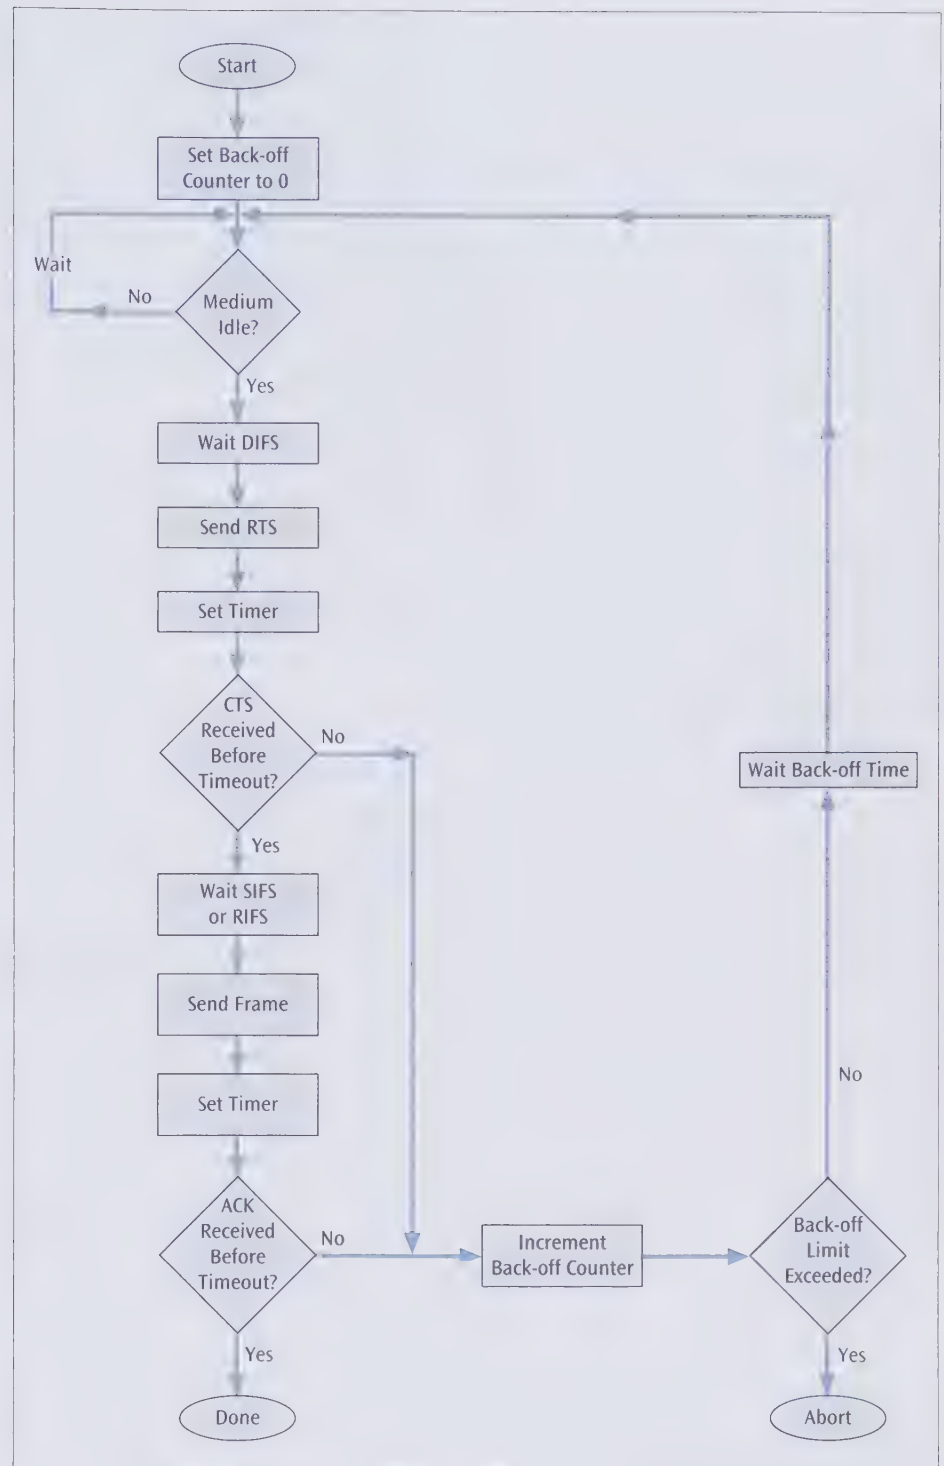 Start
Set Back-off
Counter to 0
Wait
No
Medium
Idle?
Yes
Wait DIFS
Send RTS
Set Timer
CTS
Received
Before
Timeout?
No
Wait Back-off Time
Yes
Wait SIFS
or RIFS
Send Frame
Set Timer
No
ACK
Received
Before
Timeout?
No
Increment
Back-off Counter
Back-off
Limit
Exceeded?
Yes
Yes
Done
Abort